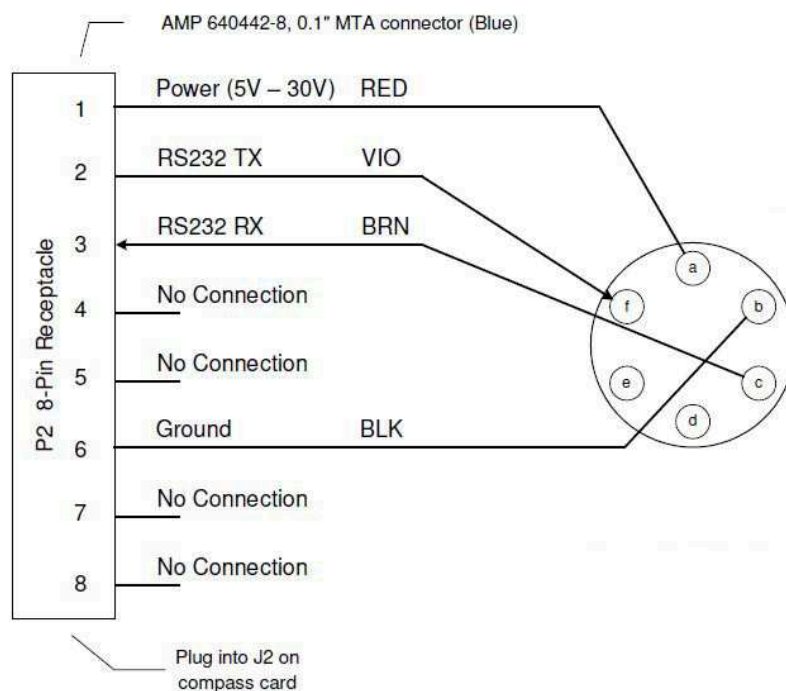 AMP 640442-8, 0.1" MTA connector (Blue)
P2 8-Pin Receptacle
1 Power (5V – 30V) RED
2 RS232 TX VIO
3 RS232 RX BRN
4 No Connection
5 No Connection
6 Ground BLK
7 No Connection
8 No Connection
a
f b
e c
d
Plug into J2 on
compass card